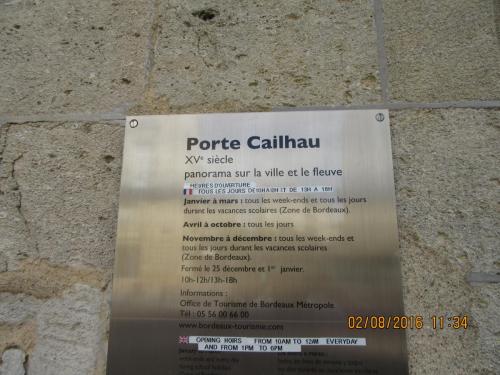 Porte Cailhau
XVe siècle
panorama sur la ville et le fleuve
HEURES D'OUVERTURE
TOUS LES JOURS DE 10H A 12H ET DE 13H A 18H
Janvier à mars : tous les week-ends et tous les jours
durant les vacances scolaires (Zone de Bordeaux).
Avril à octobre : tous les jours
Novembre à décembre : tous les week-ends et
tous les jours durant les vacances scolaires
(Zone de Bordeaux)
Fermé le 25 décembre et 1er janvier.
10h-12h/13h-18h
Informations :
Office de Tourisme de Bordeaux Métropole
Tél : 05 56 00 66 00
www.bordeaux-tourisme.com
OPENING HOIRS FROM 10AM TO 12AM EVERYDAY
AND FROM 1PM TO 6PM
02/08/2016 11:34